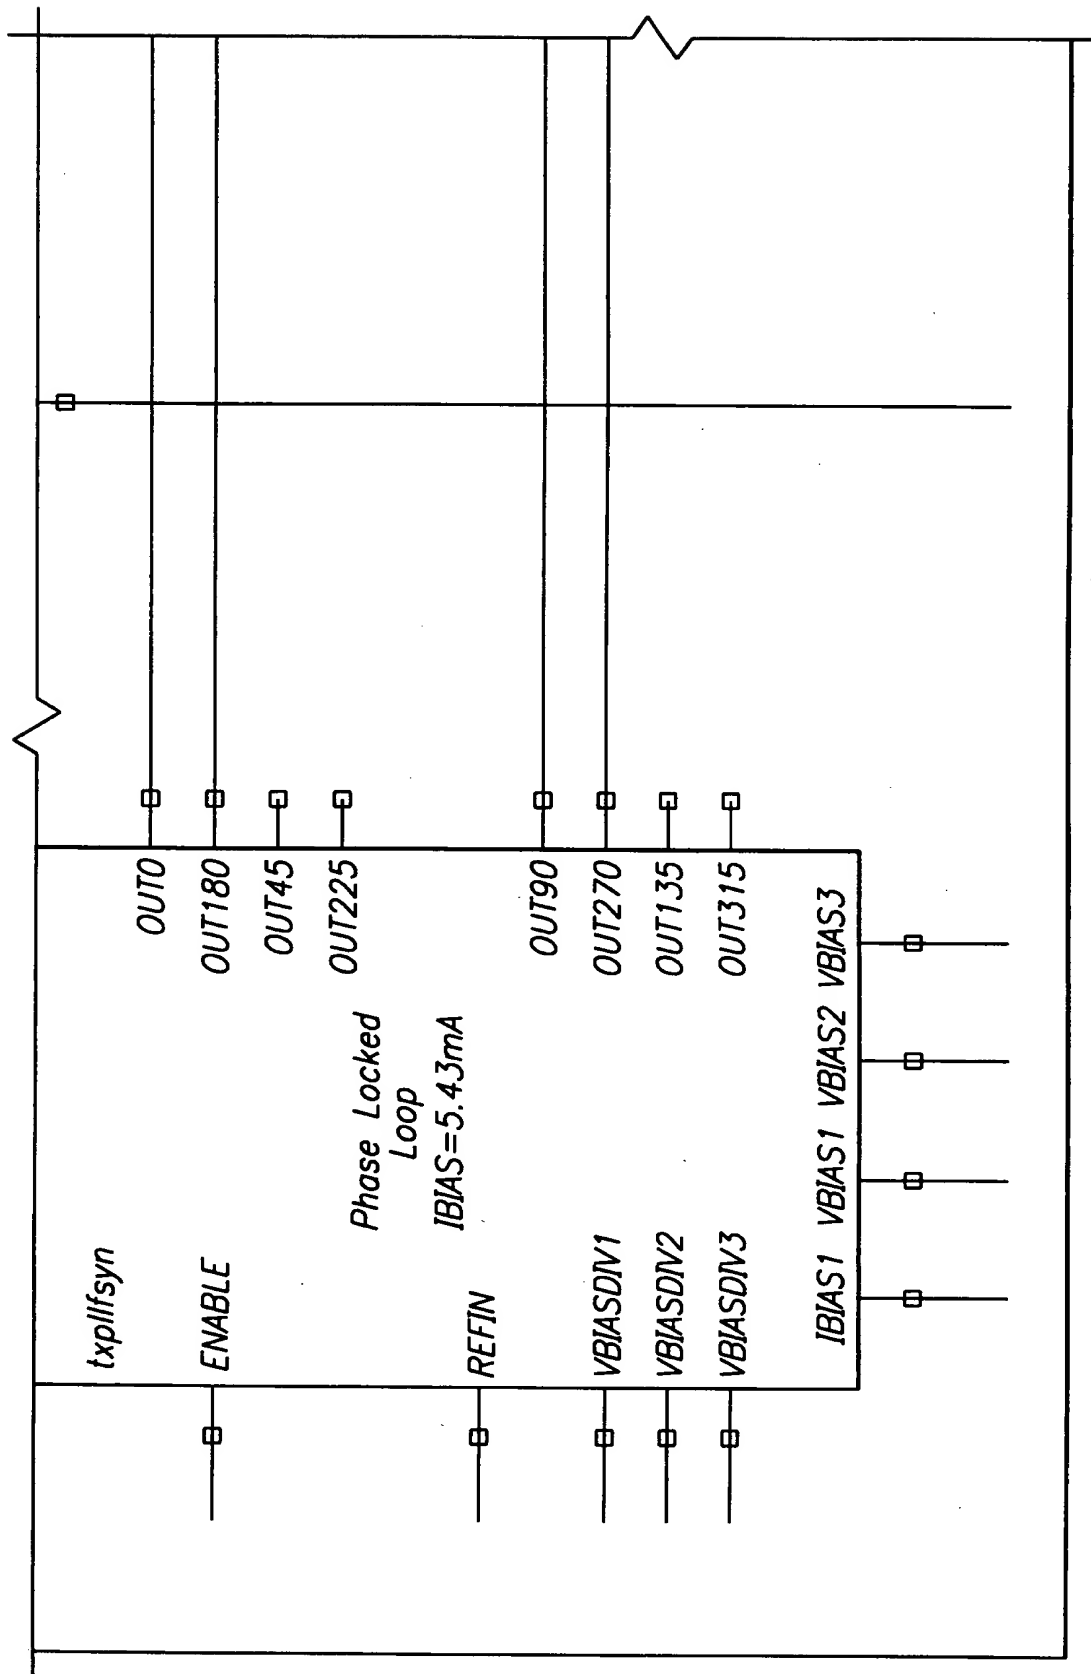 txpllfsyn
ENABLE
REFIN
VBIASDIV1
VBIASDIV2
VBIASDIV3
Phase Locked
Loop
IBIAS=5.43mA
OUT0
OUT180
OUT45
OUT225
OUT90
OUT270
OUT135
OUT315
IBIAS1 VBIAS1 VBIAS2 VBIAS3